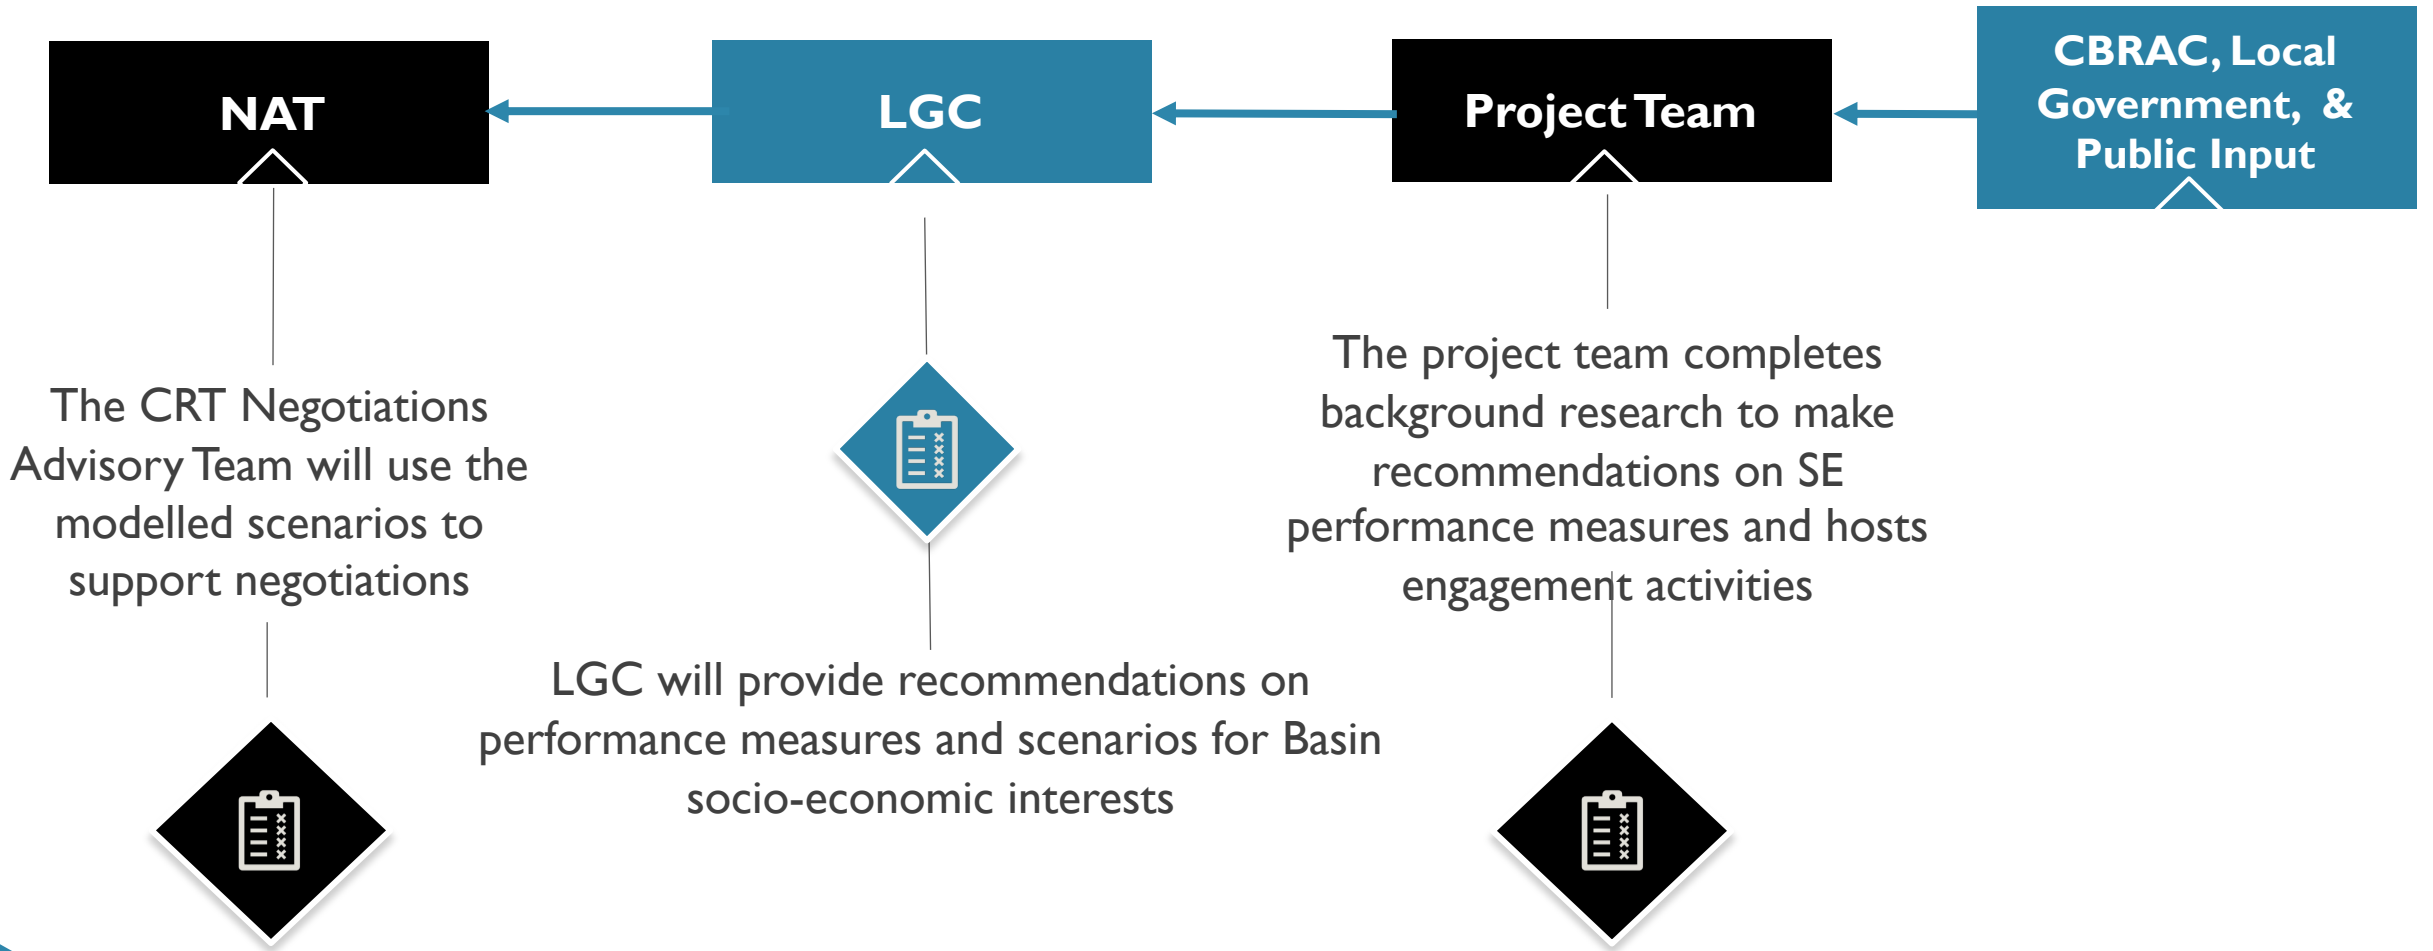 NAT
LGC
Project Team
CBRAC, Local
Government, &
Public Input
The CRT Negotiations
Advisory Team will use the
modelled scenarios to
support negotiations
LGC will provide recommendations on
performance measures and scenarios for Basin
socio-economic interests
The project team completes
background research to make
recommendations on SE
performance measures and hosts
engagement activities